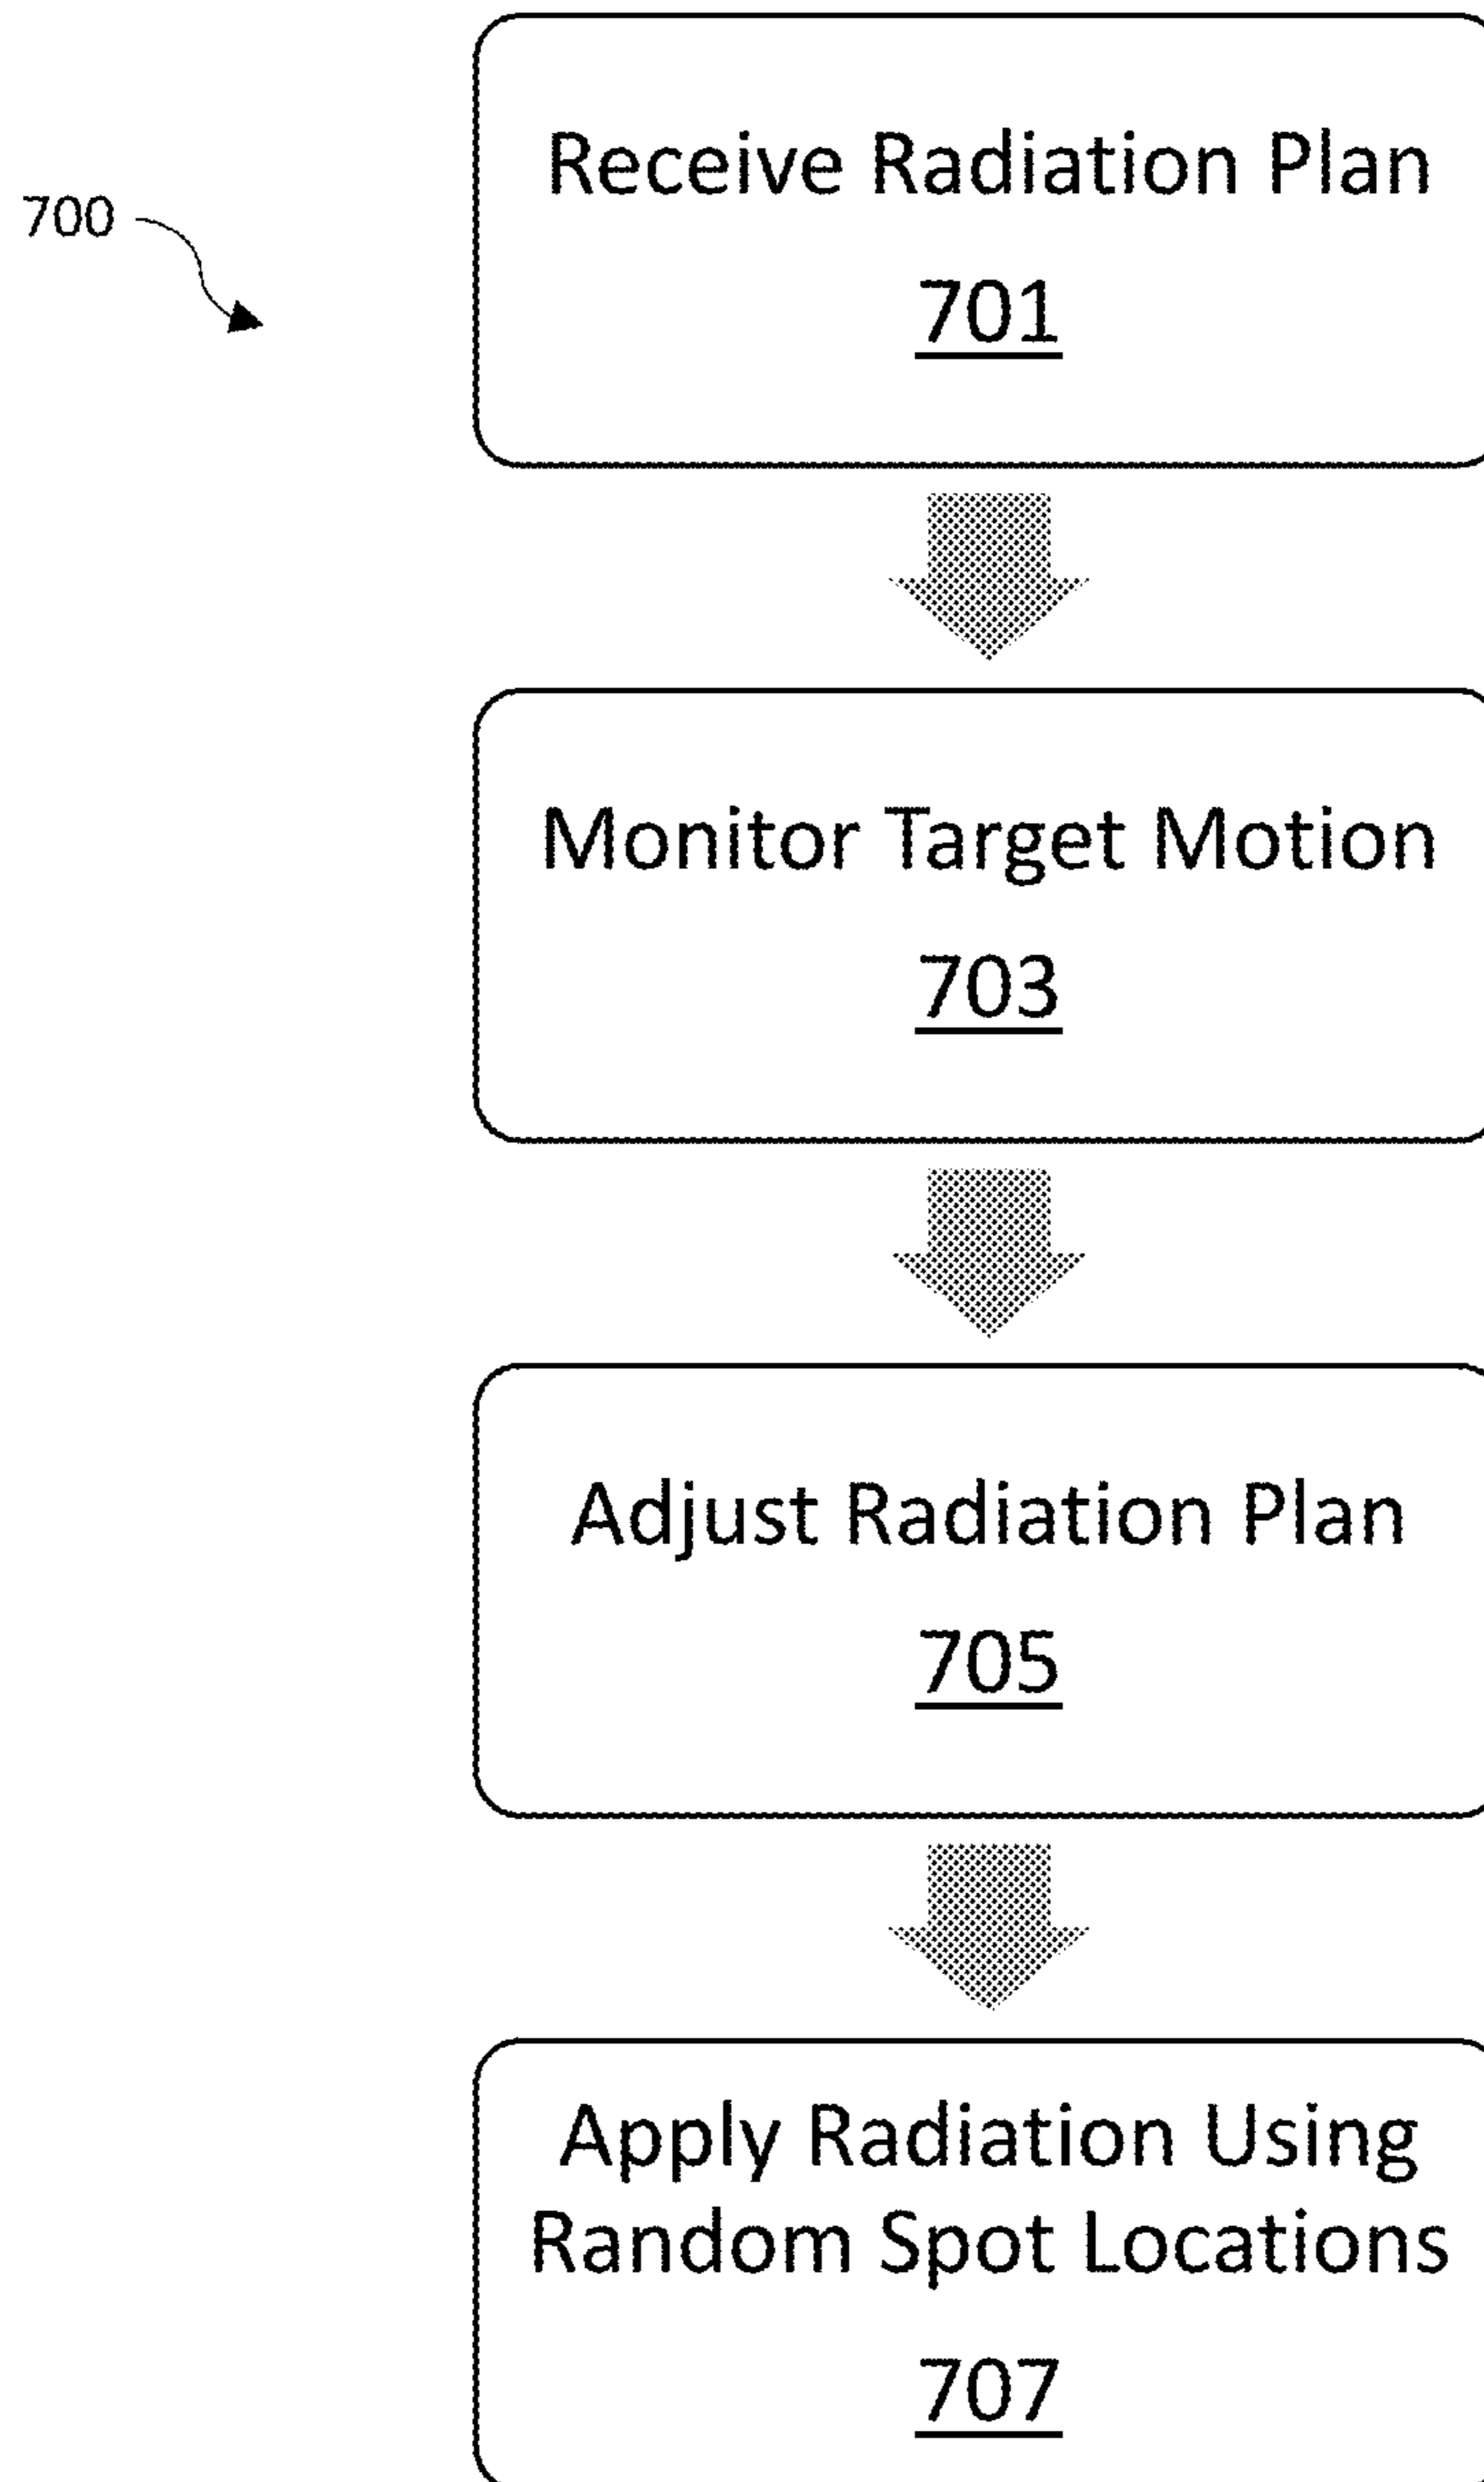 700
Receive Radiation Plan
701
Monitor Target Motion
703
Adjust Radiation Plan
705
Apply Radiation Using
Random Spot Locations
707